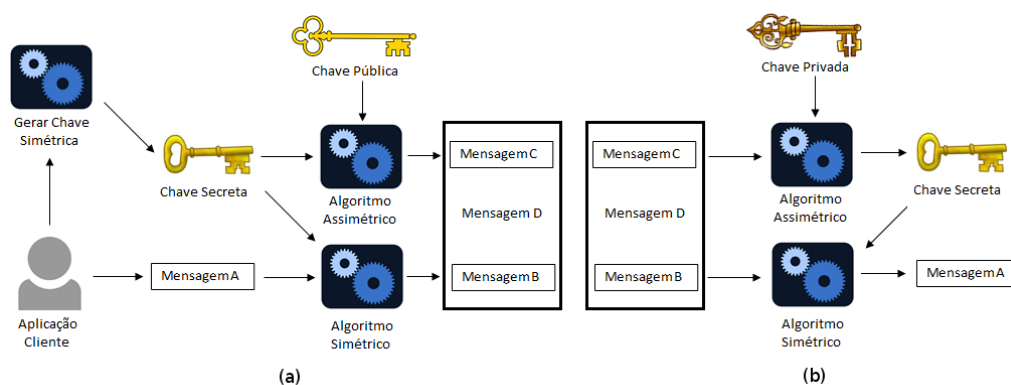 Chave Pública
Gerar Chave
Simétrica
Chave Secreta
Algoritmo
Assimétrico
Mensagem C
Mensagem D
Mensagem A
Mensagem B
Aplicação
Cliente
Algoritmo
Simétrico
(a)
Chave Privada
Mensagem C
Algoritmo
Assimétrico
Chave Secreta
Mensagem D
Mensagem B
Mensagem A
Algoritmo
Simétrico
(b)